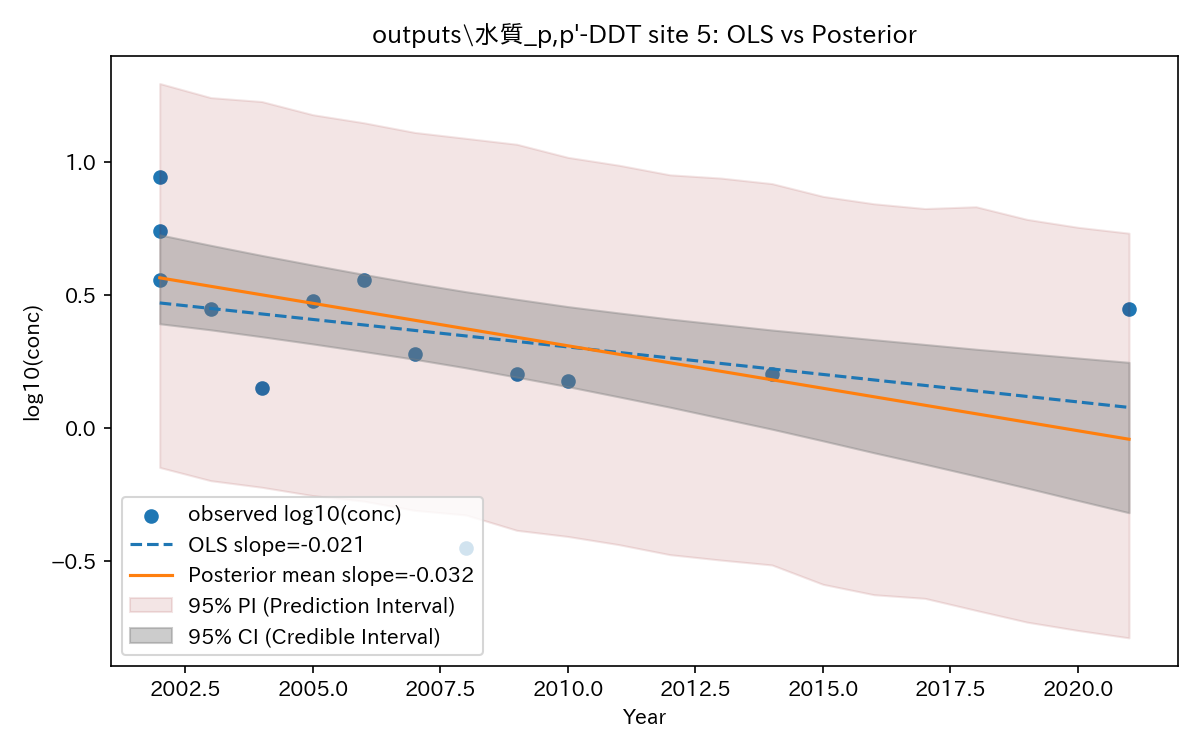 outputs\水質_p,p'-DDT site 5: OLS vs Posterior
log10(conc)
1.0
0.5
0.0
−0.5
observed log10(conc)
OLS slope=-0.021
Posterior mean slope=-0.032
95% PI (Prediction Interval)
95% CI (Credible Interval)
2002.5 2005.0 2007.5 2010.0 2012.5 2015.0 2017.5 2020.0
Year